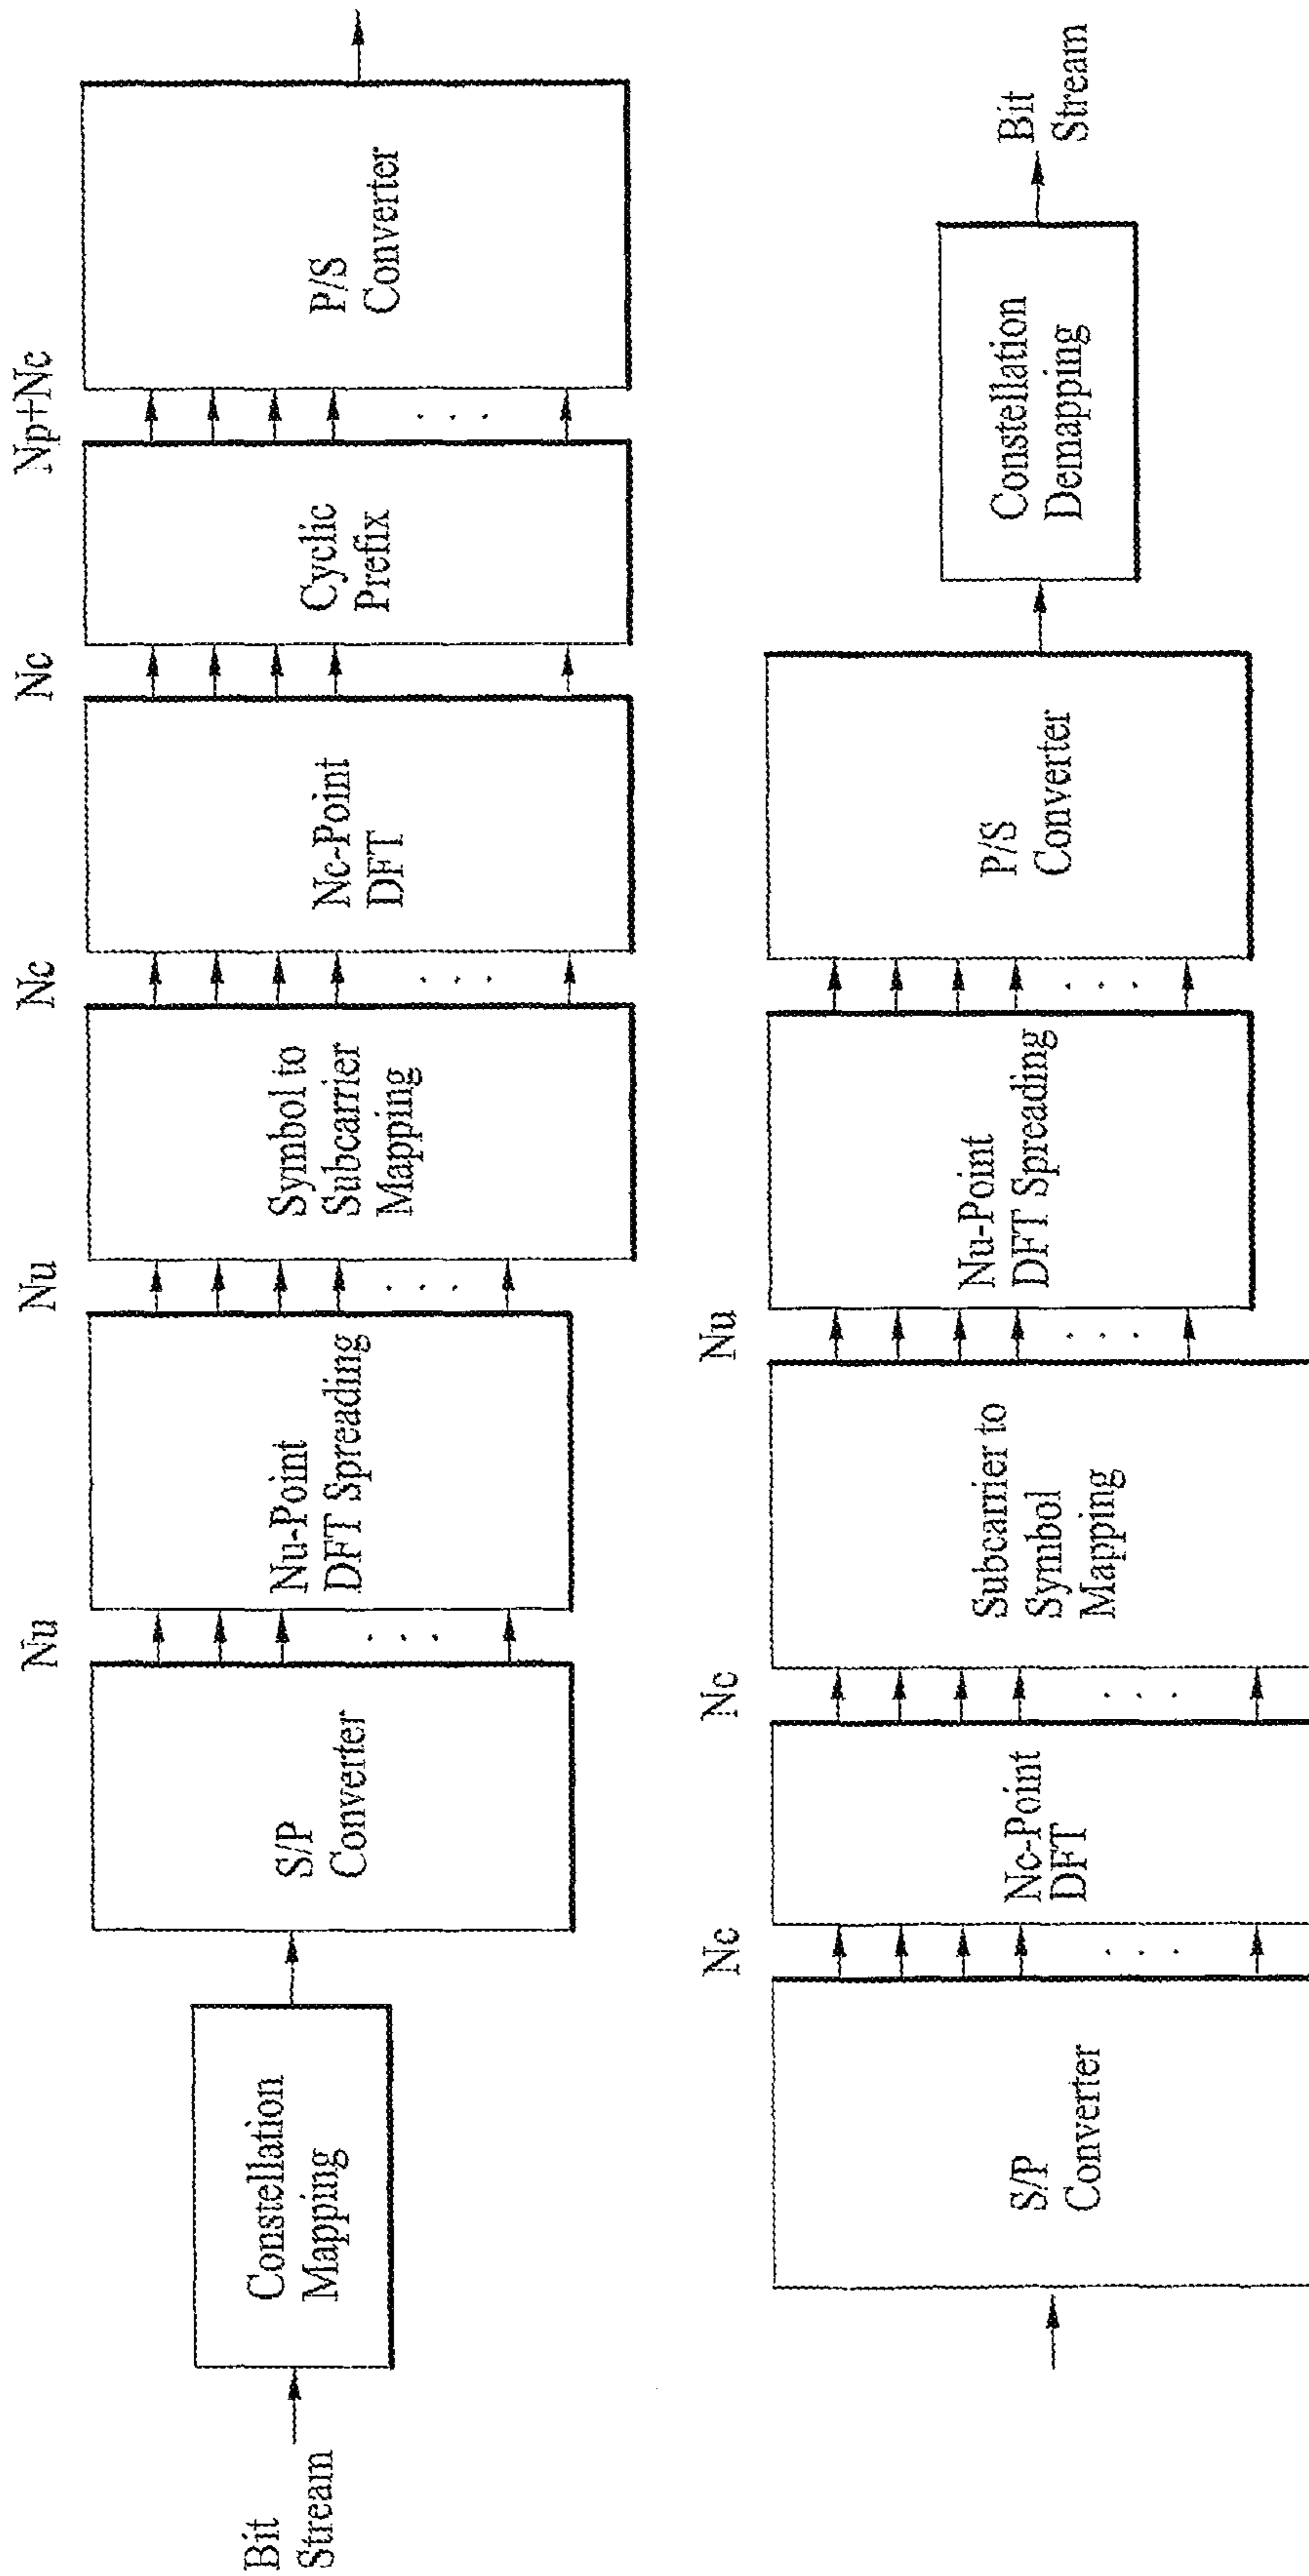 Bit
Stream
Constellation
Mapping
S/P
Converter
Nu
Nu-Point
DFT Spreading
Nu
Symbol to
Subcarrier
Mapping
Nc
Nc-Point
DFT
Nc
Cyclic
Prefix
Np+Nc
P/S
Converter
S/P
Converter
Nc
Nc-Point
DFT
Nc
Subcarrier to
Symbol
Mapping
Nu
Nu-Point
DFT Spreading
P/S
Converter
Constellation
Demapping
Bit
Stream